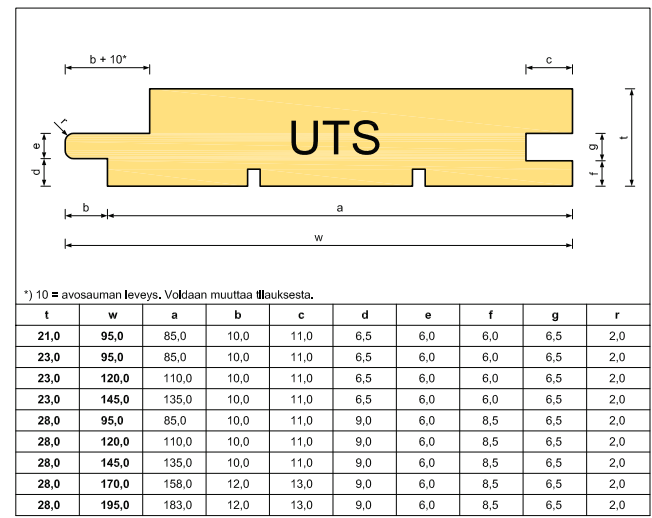 b + 10*
c
r
UTS
e
g
t
d
f
b
a
w
*) 10 = avosauman leveys. Voidaan muuttaa tilauksesta.
t w a b c d e f g r
21,0 95,0 85,0 10,0 11,0 6,5 6,0 6,0 6,5 2,0
23,0 95,0 85,0 10,0 11,0 6,5 6,0 6,0 6,5 2,0
23,0 120,0 110,0 10,0 11,0 6,5 6,0 6,0 6,5 2,0
23,0 145,0 135,0 10,0 11,0 6,5 6,0 6,0 6,5 2,0
28,0 95,0 85,0 10,0 11,0 9,0 6,0 8,5 6,5 2,0
28,0 120,0 110,0 10,0 11,0 9,0 6,0 8,5 6,5 2,0
28,0 145,0 135,0 10,0 11,0 9,0 6,0 8,5 6,5 2,0
28,0 170,0 158,0 12,0 13,0 9,0 6,0 8,5 6,5 2,0
28,0 195,0 183,0 12,0 13,0 9,0 6,0 8,5 6,5 2,0